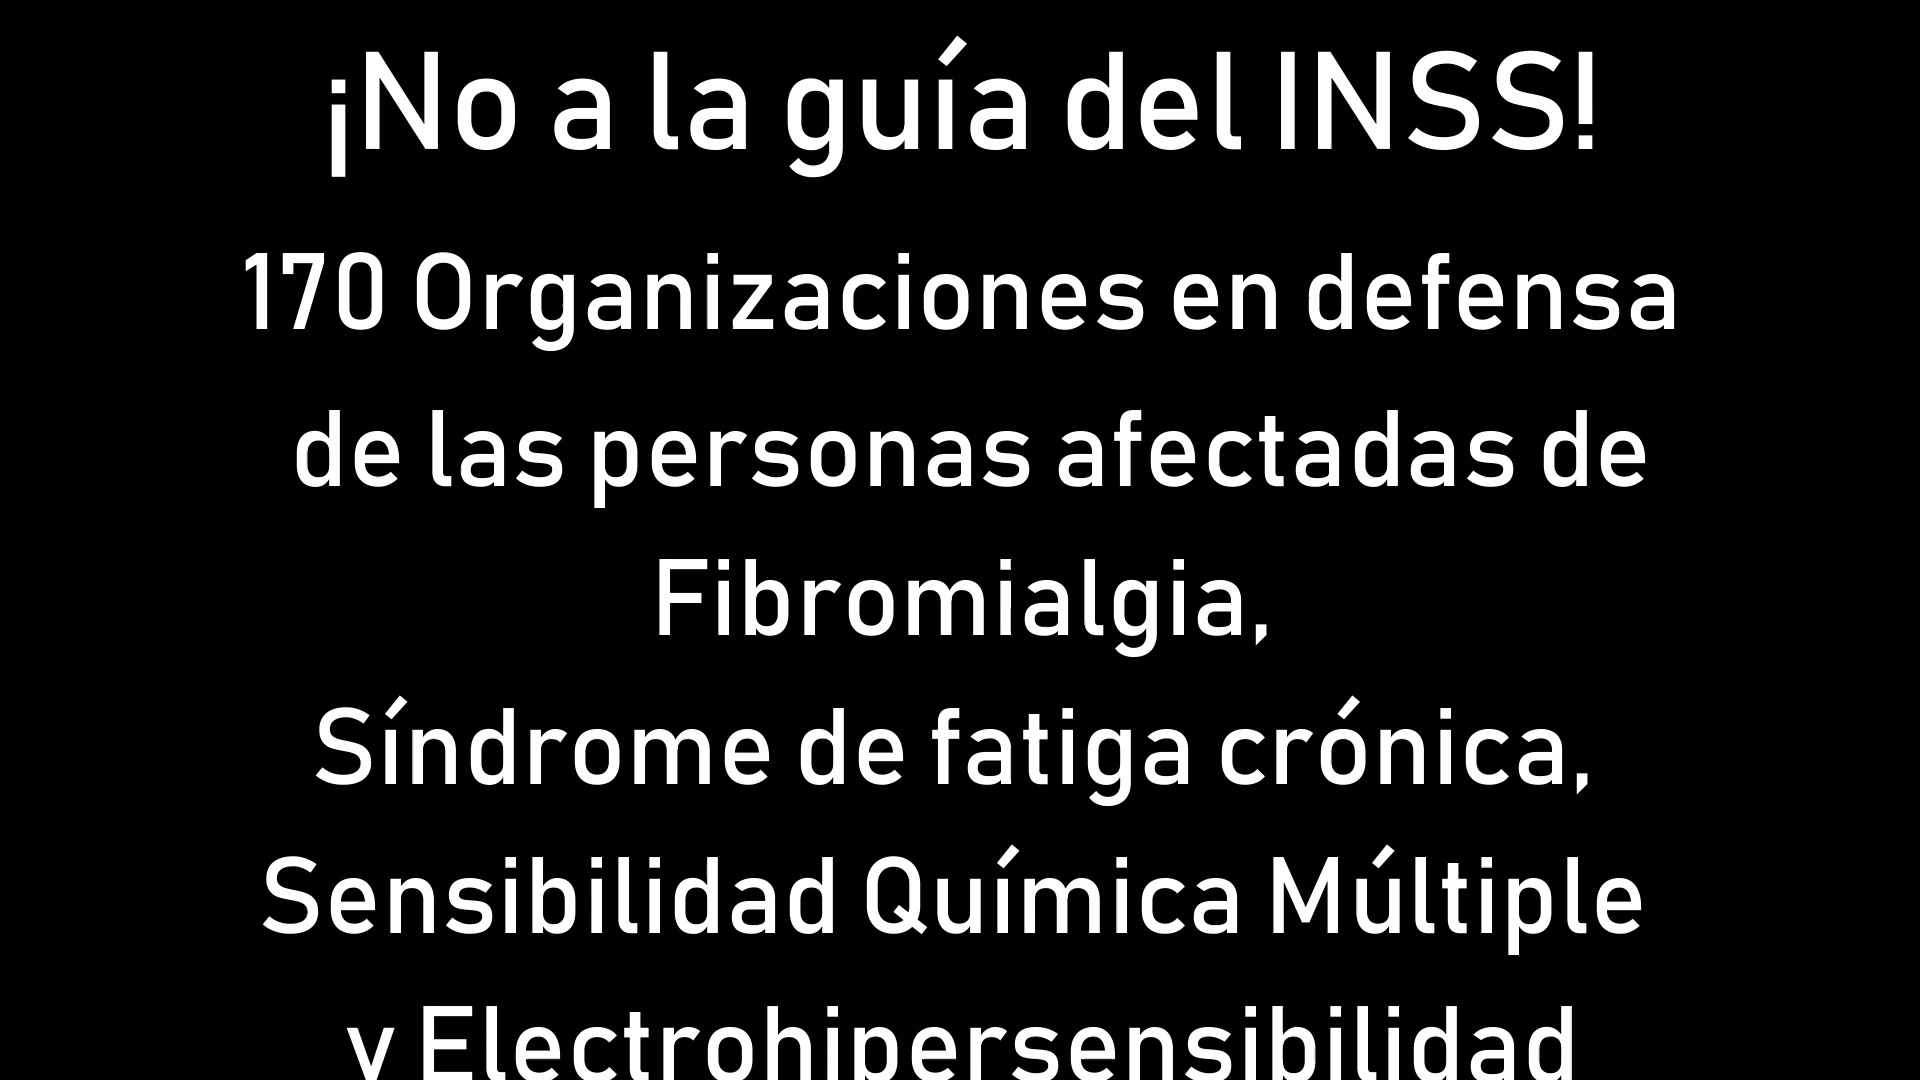 ¡No a la guía del INSS!
170 Organizaciones en defensa
de las personas afectadas de
Fibromialgia,
Síndrome de fatiga crónica,
Sensibilidad Química Múltiple
y Electrohipersensibilidad